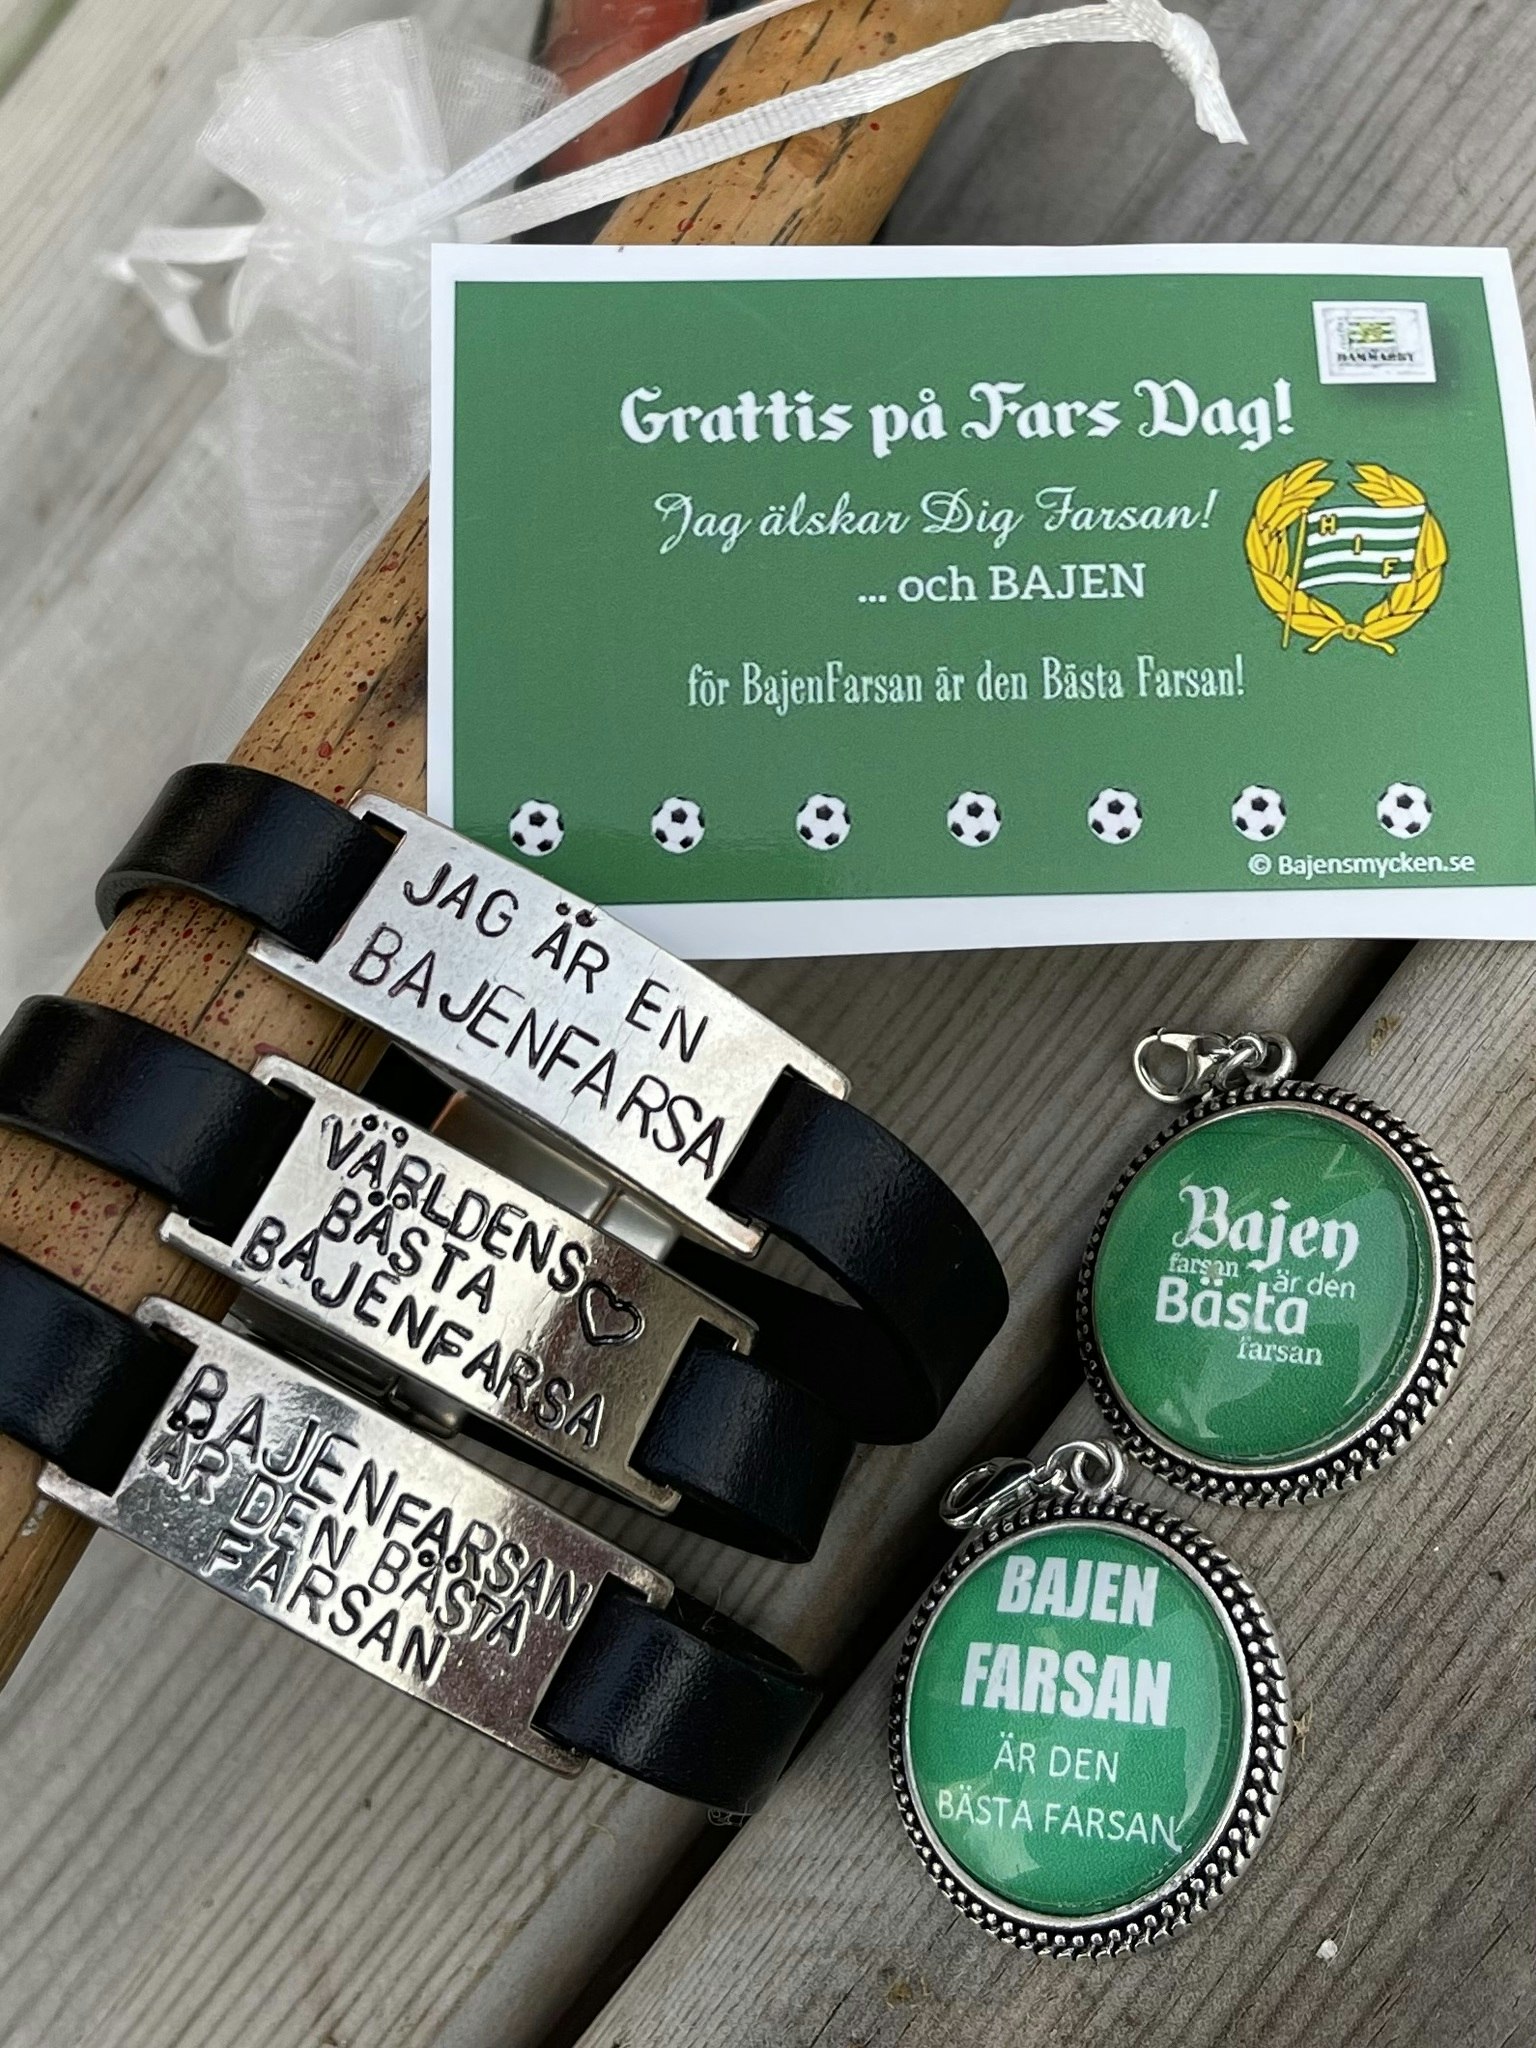 HAMMARBY
Grattis på Fars Dag!
Jag älskar Dig Farsan!
... och BAJEN
för BajenFarsan är den Bästa Farsan!
H
I
F
© Bajensmycken.se
JAG ÄR EN
BAJENFARSA
VÄRLDENS
BÄSTA
BAJENFARSA
BAJENFARSAN
ÄR DEN BÄSTA
FARSAN
Bajen
farsan är den
Bästa
farsan
BAJEN
FARSAN
ÄR DEN
BÄSTA FARSAN